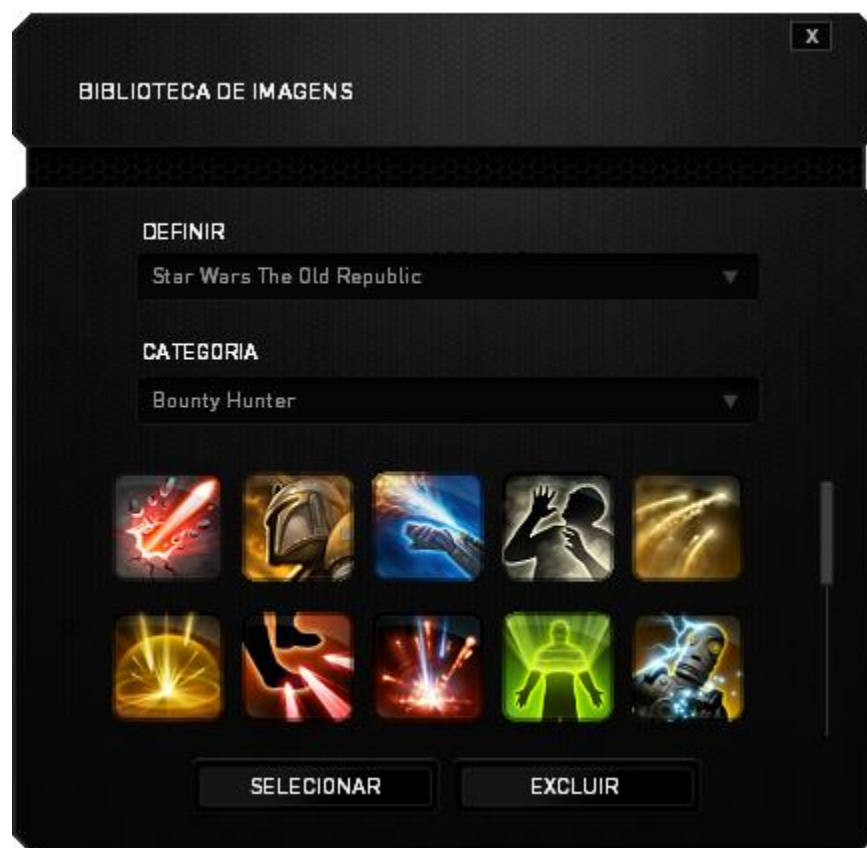 X
BIBLIOTECA DE IMAGENS
DEFINIR
Star Wars The Old Republic
CATEGORIA
Bounty Hunter
SELECIONAR
EXCLUIR